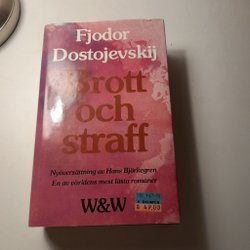 Fjodor
Dostojevskij
Brott
och
straff
Nyöversättning av Hans Björkegren
En av världens mest lästa romaner
W&W